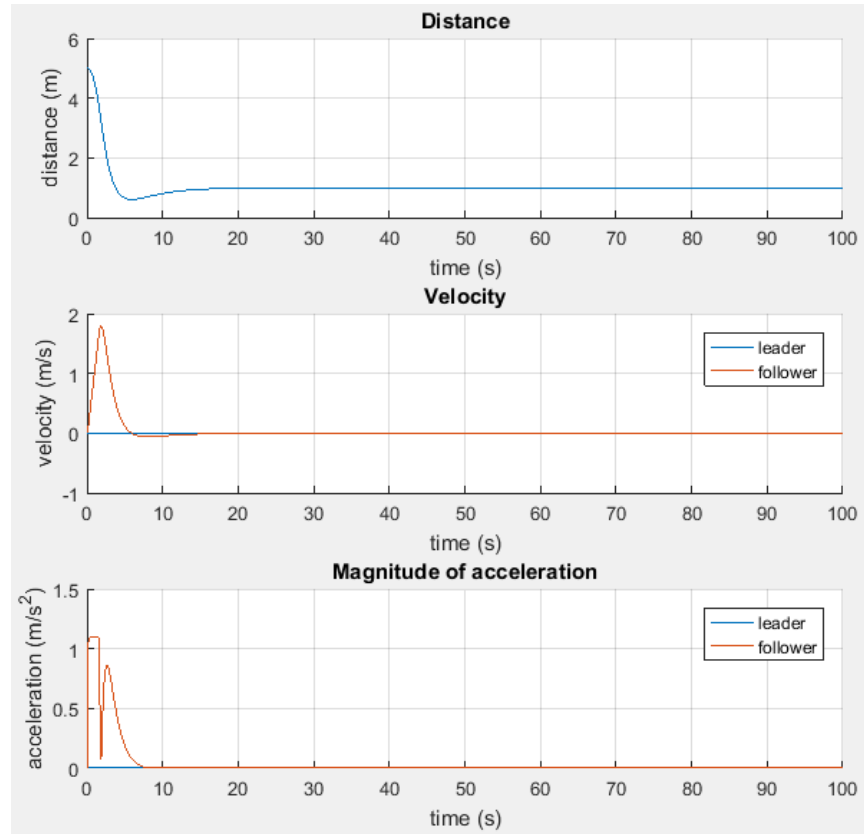 Distance
6
4
2
0
distance (m)
0 10 20 30 40 50 60 70 80 90 100
time (s)
Velocity
2
1
0
-1
velocity (m/s)
leader
follower
0 10 20 30 40 50 60 70 80 90 100
time (s)
Magnitude of acceleration
1.5
1
0.5
0
acceleration (m/s²)
leader
follower
0 10 20 30 40 50 60 70 80 90 100
time (s)